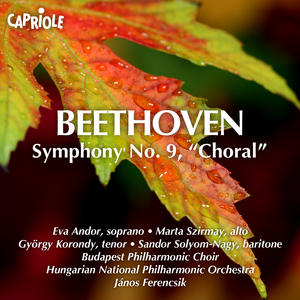 CAPRIOLE
BEETHOVEN
Symphony No. 9, “Choral”
Eva Andor, soprano • Marta Szirmay, alto
György Korondy, tenor • Sandor Solyom-Nagy, baritone
Budapest Philharmonic Choir
Hungarian National Philharmonic Orchestra
János Ferencsik